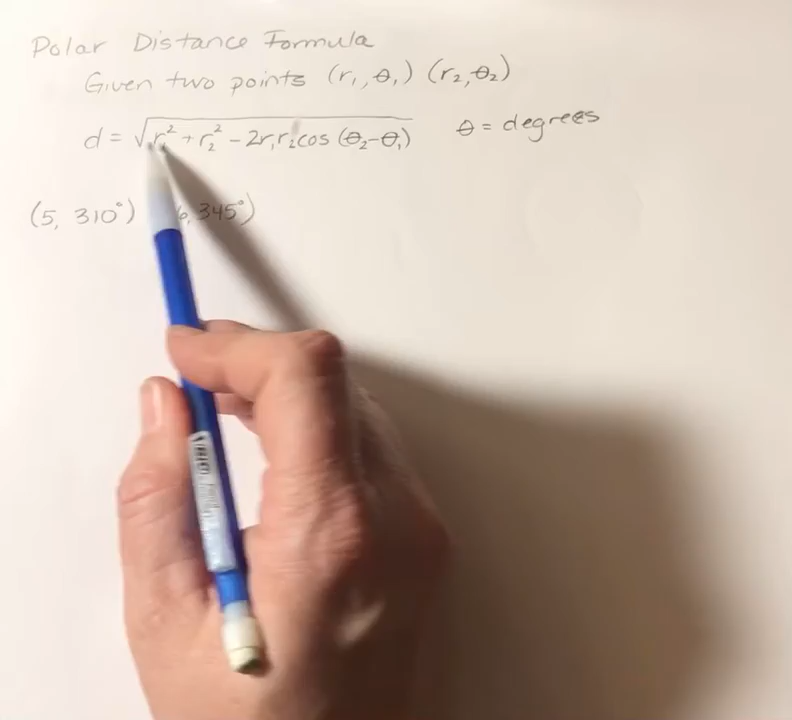 Polar Distance Formula
Given two points (r₁, θ₁) (r₂, θ₂)
d = √r₁² + r₂² - 2r₁r₂cos (θ₂-θ₁) θ = degrees
(5, 310°) 6, 345°)